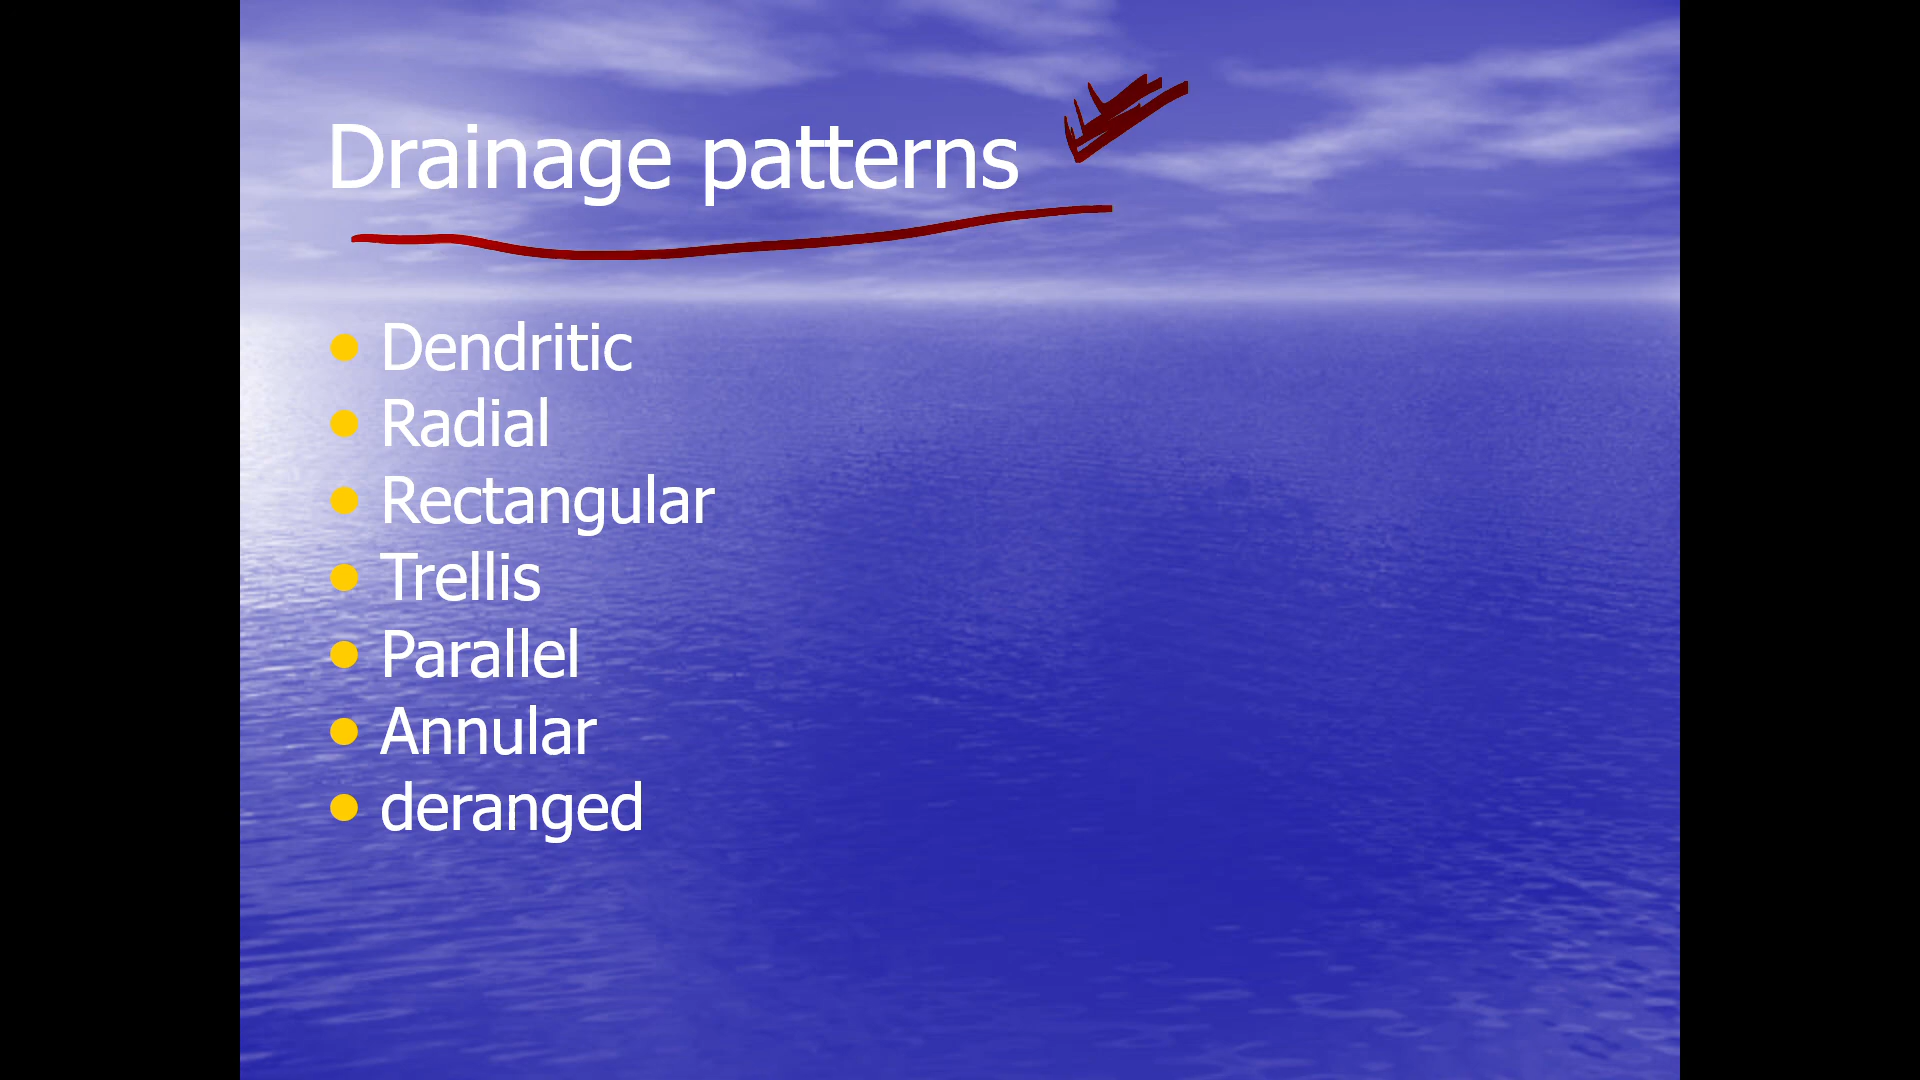 Drainage patterns
Dendritic
Radial
Rectangular
Trellis
Parallel
Annular
deranged